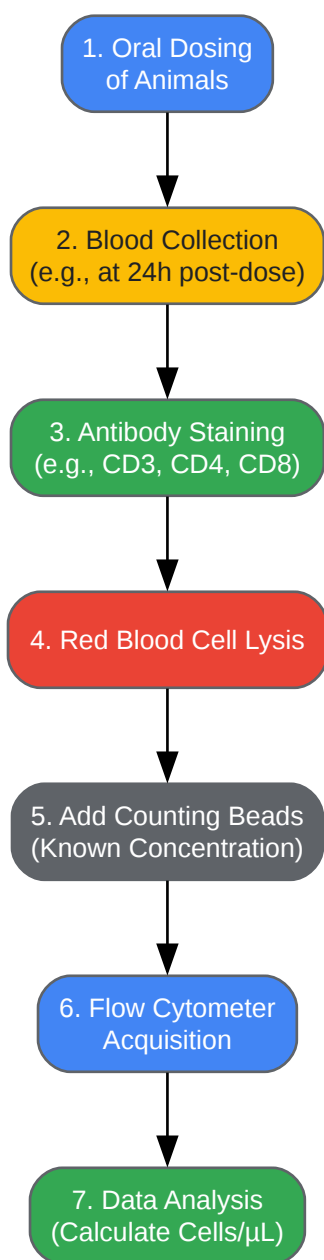 1. Oral Dosing
of Animals
2. Blood Collection
(e.g., at 24h post-dose)
3. Antibody Staining
(e.g., CD3, CD4, CD8)
4. Red Blood Cell Lysis
5. Add Counting Beads
(Known Concentration)
6. Flow Cytometer
Acquisition
7. Data Analysis
(Calculate Cells/µL)